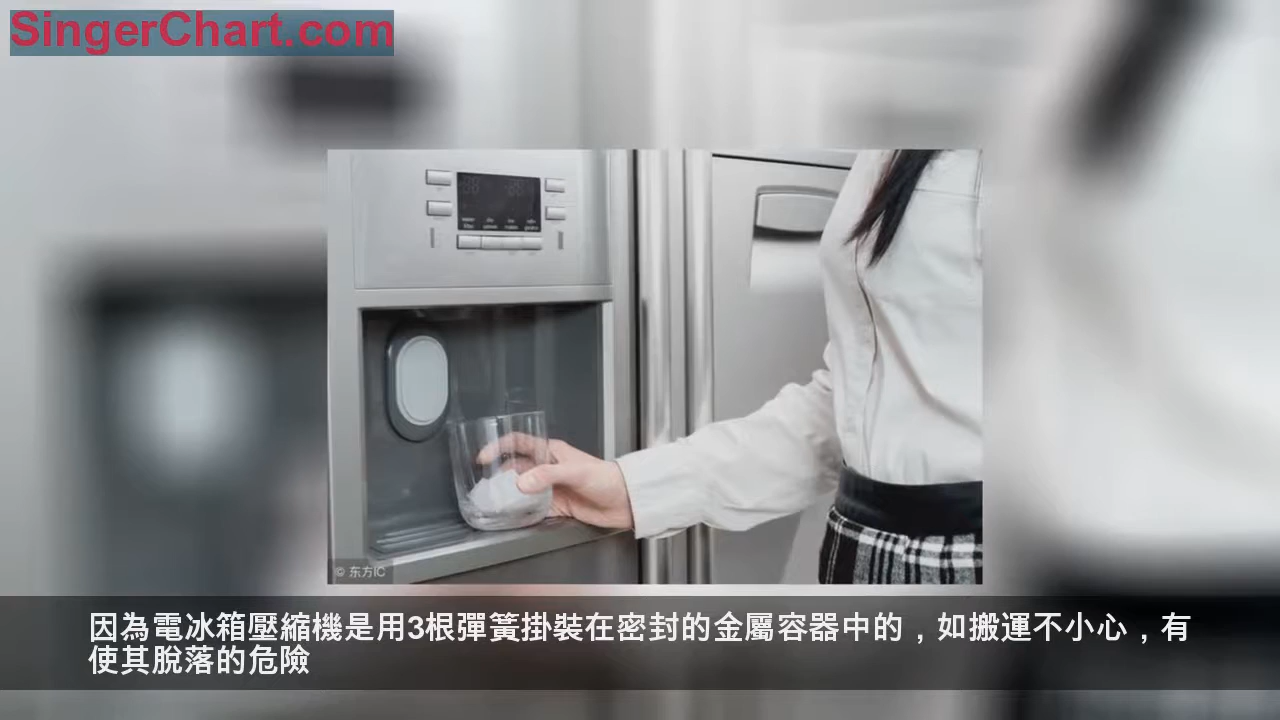 SingerChart.com
© 东方IC
因為電冰箱壓縮機是用3根彈簧掛裝在密封的金屬容器中的，如搬運不小心，有
使其脫落的危險